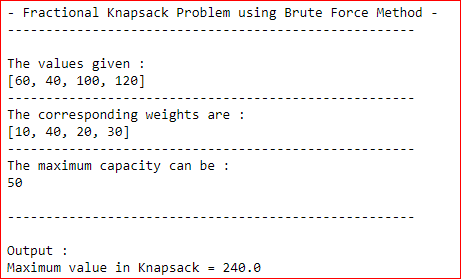 - Fractional Knapsack Problem using Brute Force Method -
-----------------------------------------------------
The values given :
[60, 40, 100, 120]
-----------------------------------------------------
The corresponding weights are :
[10, 40, 20, 30]
-----------------------------------------------------
The maximum capacity can be :
50
-----------------------------------------------------
Output :
Maximum value in Knapsack = 240.0